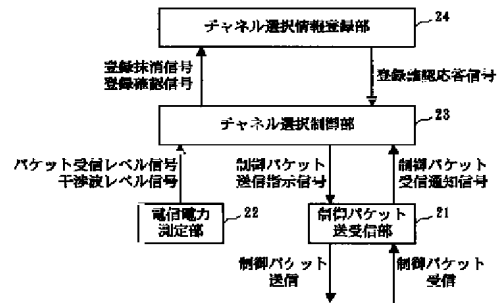 24
チャネル選択情報登録部
登録抹消信号
登録確認信号
登録確認応答信号
23
チャネル選択制御部
パケット受信レベル信号
干渉波レベル信号
制御パケット
送信指示信号
制御パケット
受信通知信号
電信電力
測定部
22
制御パケット
送受信部
21
制御パケット
送信
制御パケット
受信